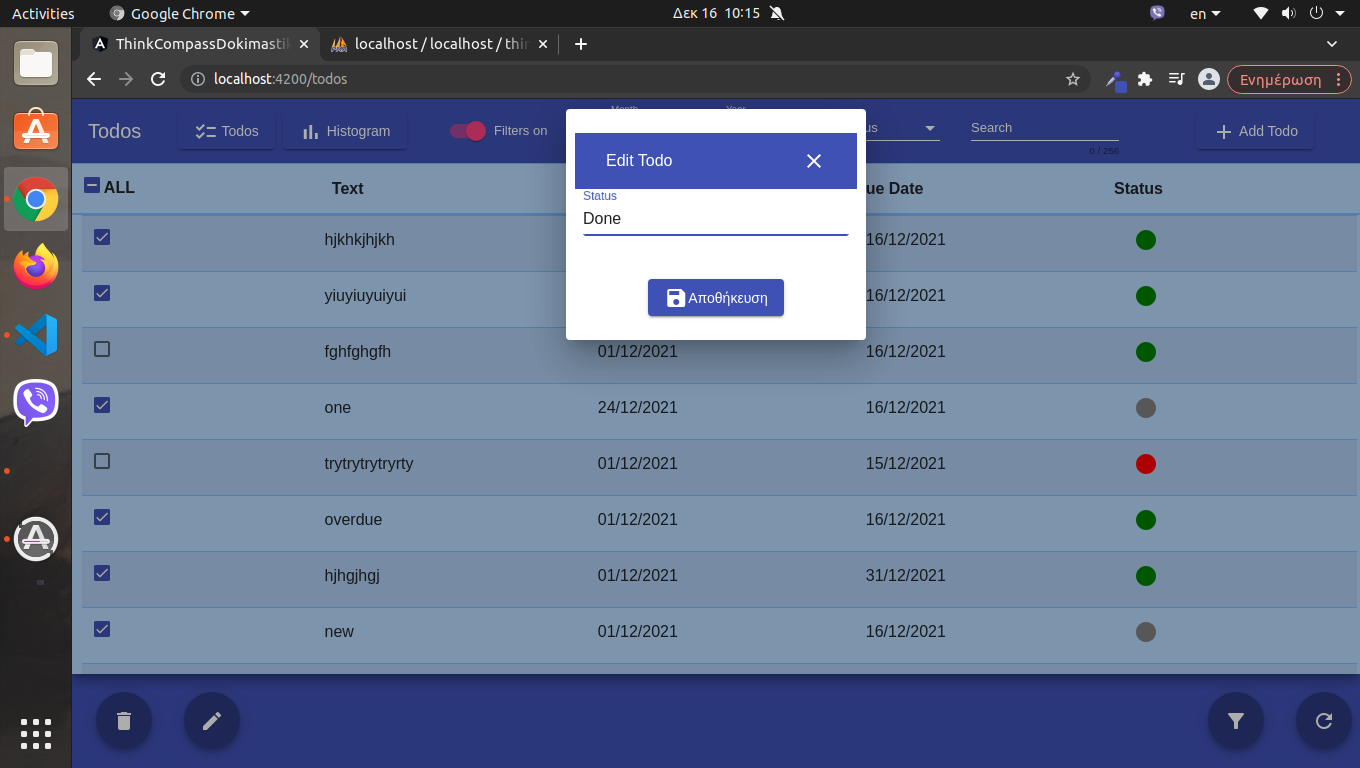 Activities
Google Chrome
Δεκ 16 10:15
en
ThinkCompassDokimastik
localhost / localhost / thin
localhost:4200/todos
Ενημέρωση
Todos
Todos
Histogram
Filters on
Month
Year
us
Search
0 / 256
Add Todo
Edit Todo
Status
Done
Αποθήκευση
ALL Text ue Date Status
hjkhkjhjkh 16/12/2021
yiuyiuyuiyui 16/12/2021
fghfghgfh 01/12/2021 16/12/2021
one 24/12/2021 16/12/2021
trytrytrytryrty 01/12/2021 15/12/2021
overdue 01/12/2021 16/12/2021
hjhgjhgj 01/12/2021 31/12/2021
new 01/12/2021 16/12/2021